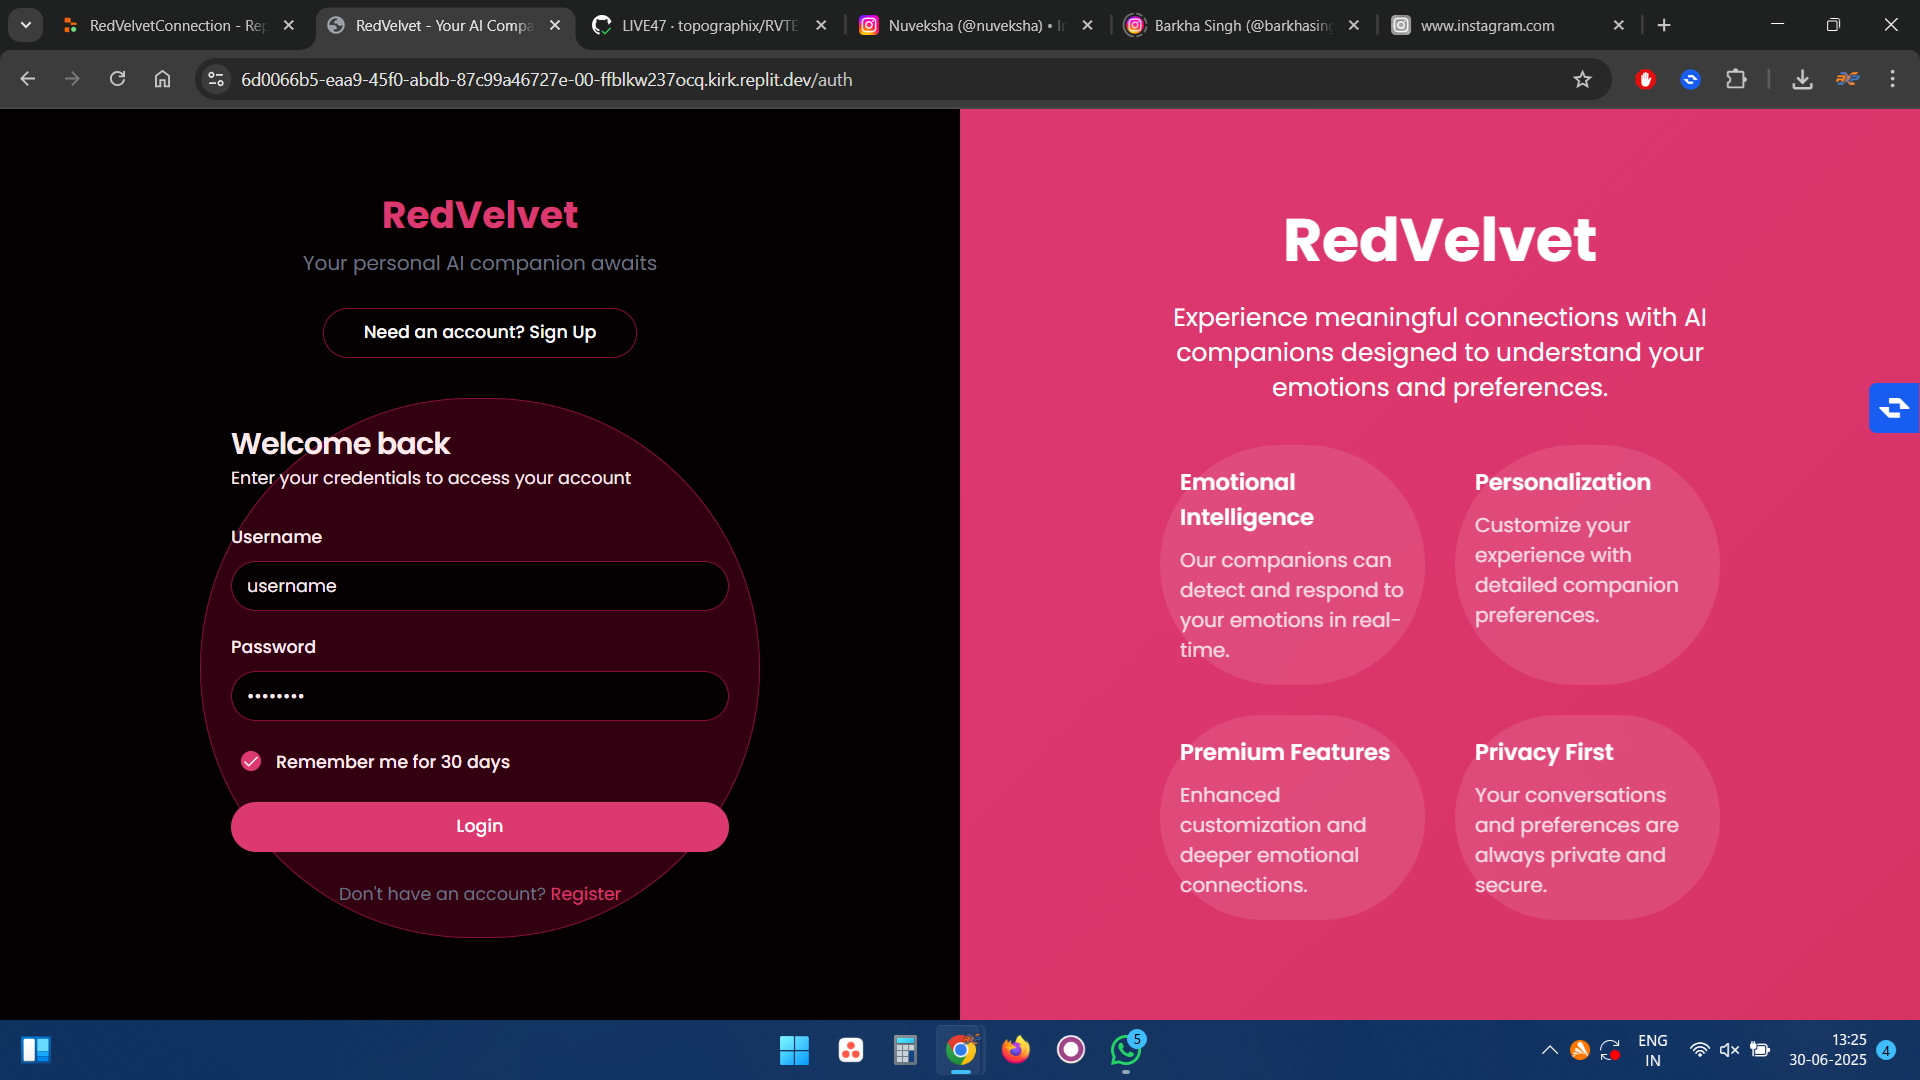 RedVelvetConnection - Rep
RedVelvet - Your AI Compa
LIVE47 · topographix/RVTE
Nuveksha (@nuveksha) • I
Barkha Singh (@barkhasin
www.instagram.com
6d0066b5-eaa9-45f0-abdb-87c99a46727e-00-ffblkw237ocq.kirk.replit.dev/auth
RedVelvet
Your personal AI companion awaits
Need an account? Sign Up
Welcome back
Enter your credentials to access your account
Username
username
Password
••••••••
Remember me for 30 days
Login
Don't have an account? Register
RedVelvet
Experience meaningful connections with AI
companions designed to understand your
emotions and preferences.
Emotional
Intelligence
Our companions can
detect and respond to
your emotions in real-
time.
Personalization
Customize your
experience with
detailed companion
preferences.
Premium Features
Enhanced
customization and
deeper emotional
connections.
Privacy First
Your conversations
and preferences are
always private and
secure.
5
ENG
IN
13:25
30-06-2025
4